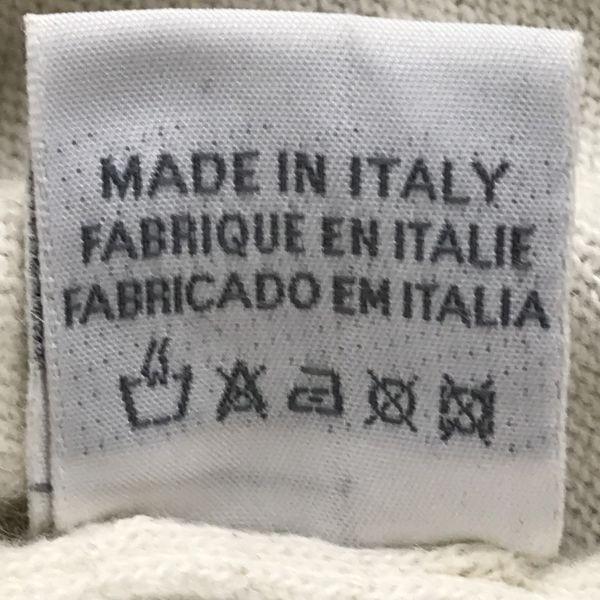 MADE IN ITALY
FABRIQUE EN ITALIE
FABRICADO EM ITALIA